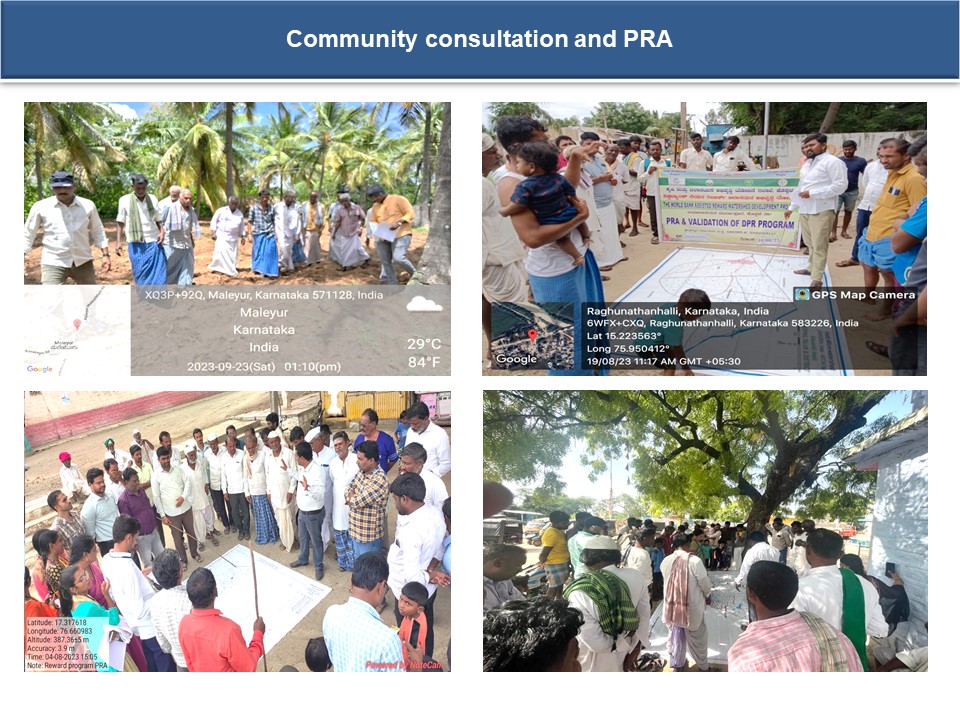 Community consultation and PRA
XQ3P+92Q, Maleyur, Karnataka 571128, India
Maleyur
Karnataka
India
2023-09-23(Sat) 01:10(pm)
29°C
84°F
Maleyur
Google
THE WORLD BANK ASSISTED REWARD WATERSHED DEVELOPMENT
PRA & VALIDATION OF DPR PROGRAM
GPS Map Camera
Raghunathanhalli, Karnataka, India
6WFX+CXQ, Raghunathanhalli, Karnataka 583226, India
Lat 15.223563°
Long 75.950412°
19/08/23 11:17 AM GMT +05:30
Google
Latitude: 17.317618
Longitude: 76.660983
Altitude: 387.36±5 m
Accuracy: 3.9 m
Time: 04-08-2023 15:05
Note: Reward program PRA
Powered by NoteCam